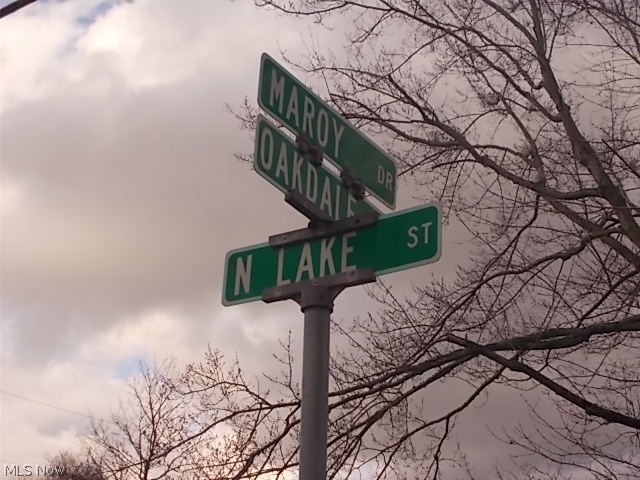 MAROY DR
OAKDALE
N LAKE ST
MLS Now